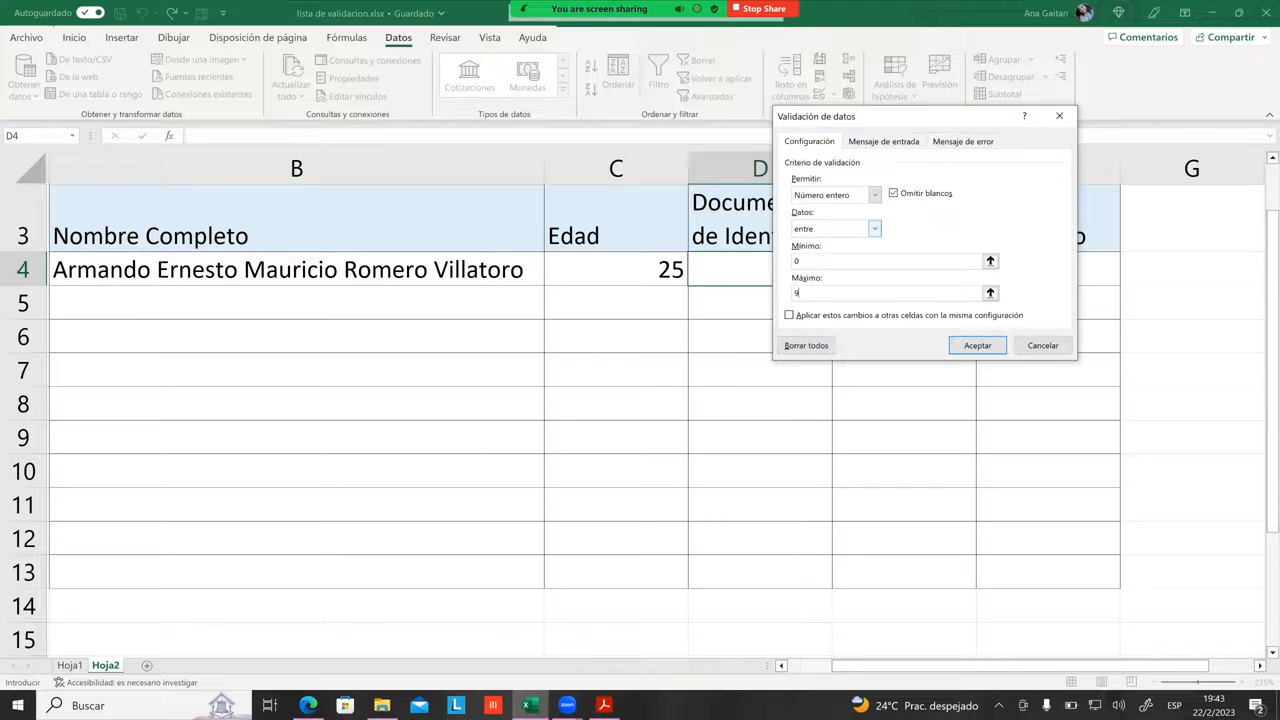 Autoguardado
lista de validacion.xlsx • Guardado
You are screen sharing
Stop Share
Ana Gaitan
Archivo
Inicio
Insertar
Dibujar
Disposición de página
Fórmulas
Datos
Revisar
Vista
Ayuda
Comentarios
Compartir
Obtener datos
De texto/CSV
De la web
De una tabla o rango
Desde una imagen
Fuentes recientes
Conexiones existentes
Obtener y transformar datos
Actualizar todo
Consultas y conexiones
Propiedades
Editar vínculos
Consultas y conexiones
Cotizaciones
Monedas
Tipos de datos
Ordenar
Filtro
Borrar
Volver a aplicar
Avanzadas
Ordenar y filtrar
Texto en columnas
Análisis de hipótesis
Previsión
Agrupar
Desagrupar
Subtotal
D4
fx
Validación de datos
?
Configuración
Mensaje de entrada
Mensaje de error
Criterio de validación
Permitir:
Número entero
Omitir blancos
Datos:
entre
Mínimo:
0
Máximo:
9
Aplicar estos cambios a otras celdas con la misma configuración
Borrar todos
Aceptar
Cancelar
B
C
D
G
3
Nombre Completo
Edad
Docume
de Iden
o
4
Armando Ernesto Mauricio Romero Villatoro
25
5
6
7
8
9
10
11
12
13
14
15
Hoja1
Hoja2
Introducir
Accesibilidad: es necesario investigar
235%
Buscar
24°C Prac. despejado
ESP
19:43
22/2/2023